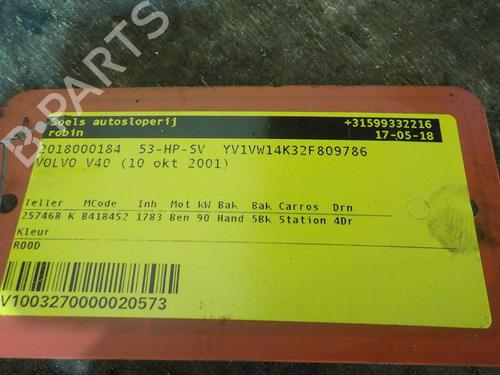 Soels autosloperij +31599332216
robin 17-05-18
2018000184 53-HP-SV YV1VW14K32F809786
VOLVO V40 (10 okt 2001)
Teller MCode Inh Mot kW Bak Bak Carros Drn
257468 K B418452 1783 Ben 90 Hand 5Bk Station 4Dr
Kleur
ROOD
V1003270000020573